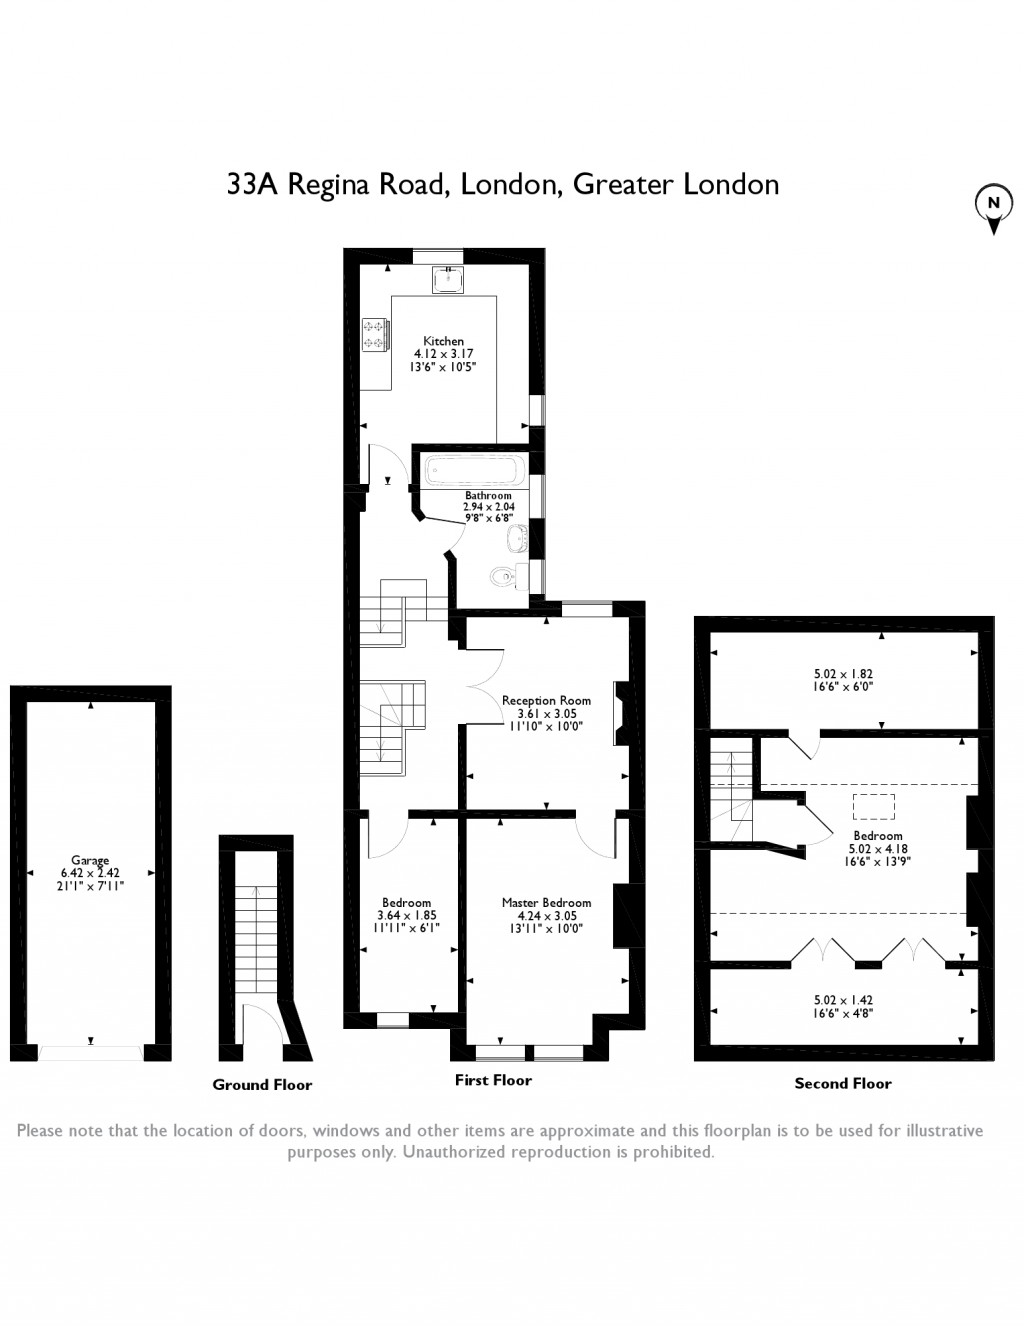 33A Regina Road, London, Greater London
N
Kitchen
4.12 x 3.17
13'6" x 10'5"
Bathroom
2.94 x 2.04
9'8" x 6'8"
Reception Room
3.61 x 3.05
11'10" x 10'0"
5.02 x 1.82
16'6" x 6'0"
Garage
6.42 x 2.42
21'1" x 7'11"
Bedroom
3.64 x 1.85
11'11" x 6'1"
Master Bedroom
4.24 x 3.05
13'11" x 10'0"
Bedroom
5.02 x 4.18
16'6" x 13'9"
5.02 x 1.42
16'6" x 4'8"
Ground Floor
First Floor
Second Floor
Please note that the location of doors, windows and other items are approximate and this floorplan is to be used for illustrative
purposes only. Unauthorized reproduction is prohibited.